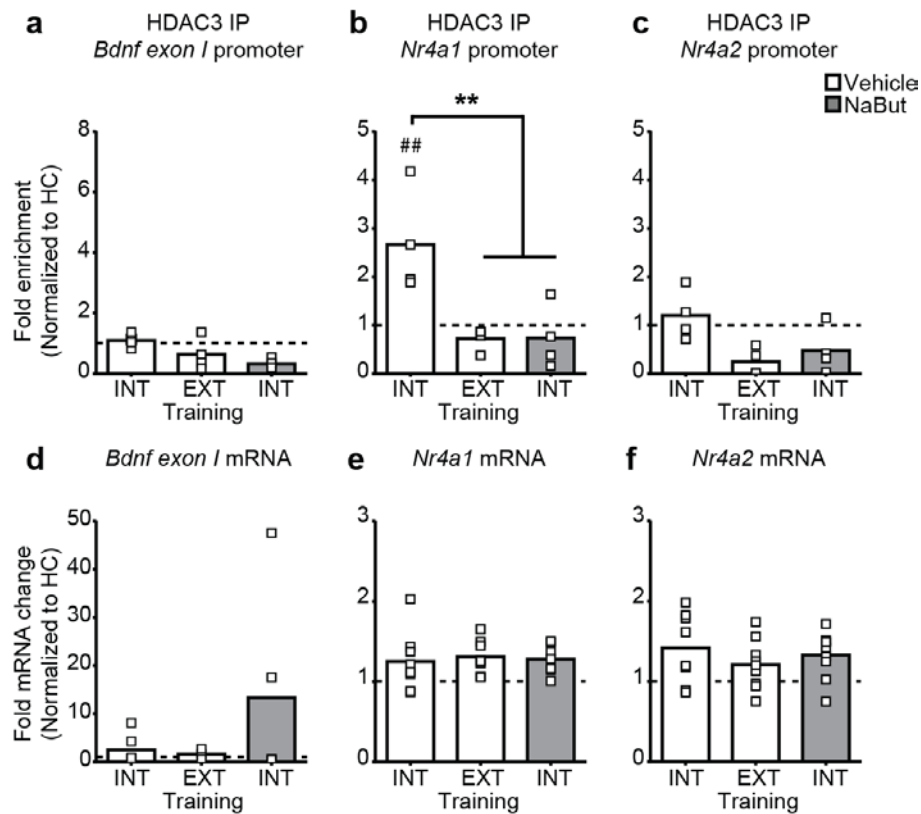 a
HDAC3 IP
Bdnf exon I promoter
b
HDAC3 IP
Nr4a1 promoter
c
HDAC3 IP
Nr4a2 promoter
Vehicle
NaBut
Fold enrichment
(Normalized to HC)
8
6
4
2
0
INT
EXT
INT
Training
5
4
3
2
1
0
**
##
INT
EXT
INT
Training
5
4
3
2
1
0
INT
EXT
INT
Training
d
Bdnf exon I mRNA
Fold mRNA change
(Normalized to HC)
50
40
30
20
10
0
INT
EXT
INT
Training
e
Nr4a1 mRNA
3
2
1
0
INT
EXT
INT
Training
f
Nr4a2 mRNA
3
2
1
0
INT
EXT
INT
Training